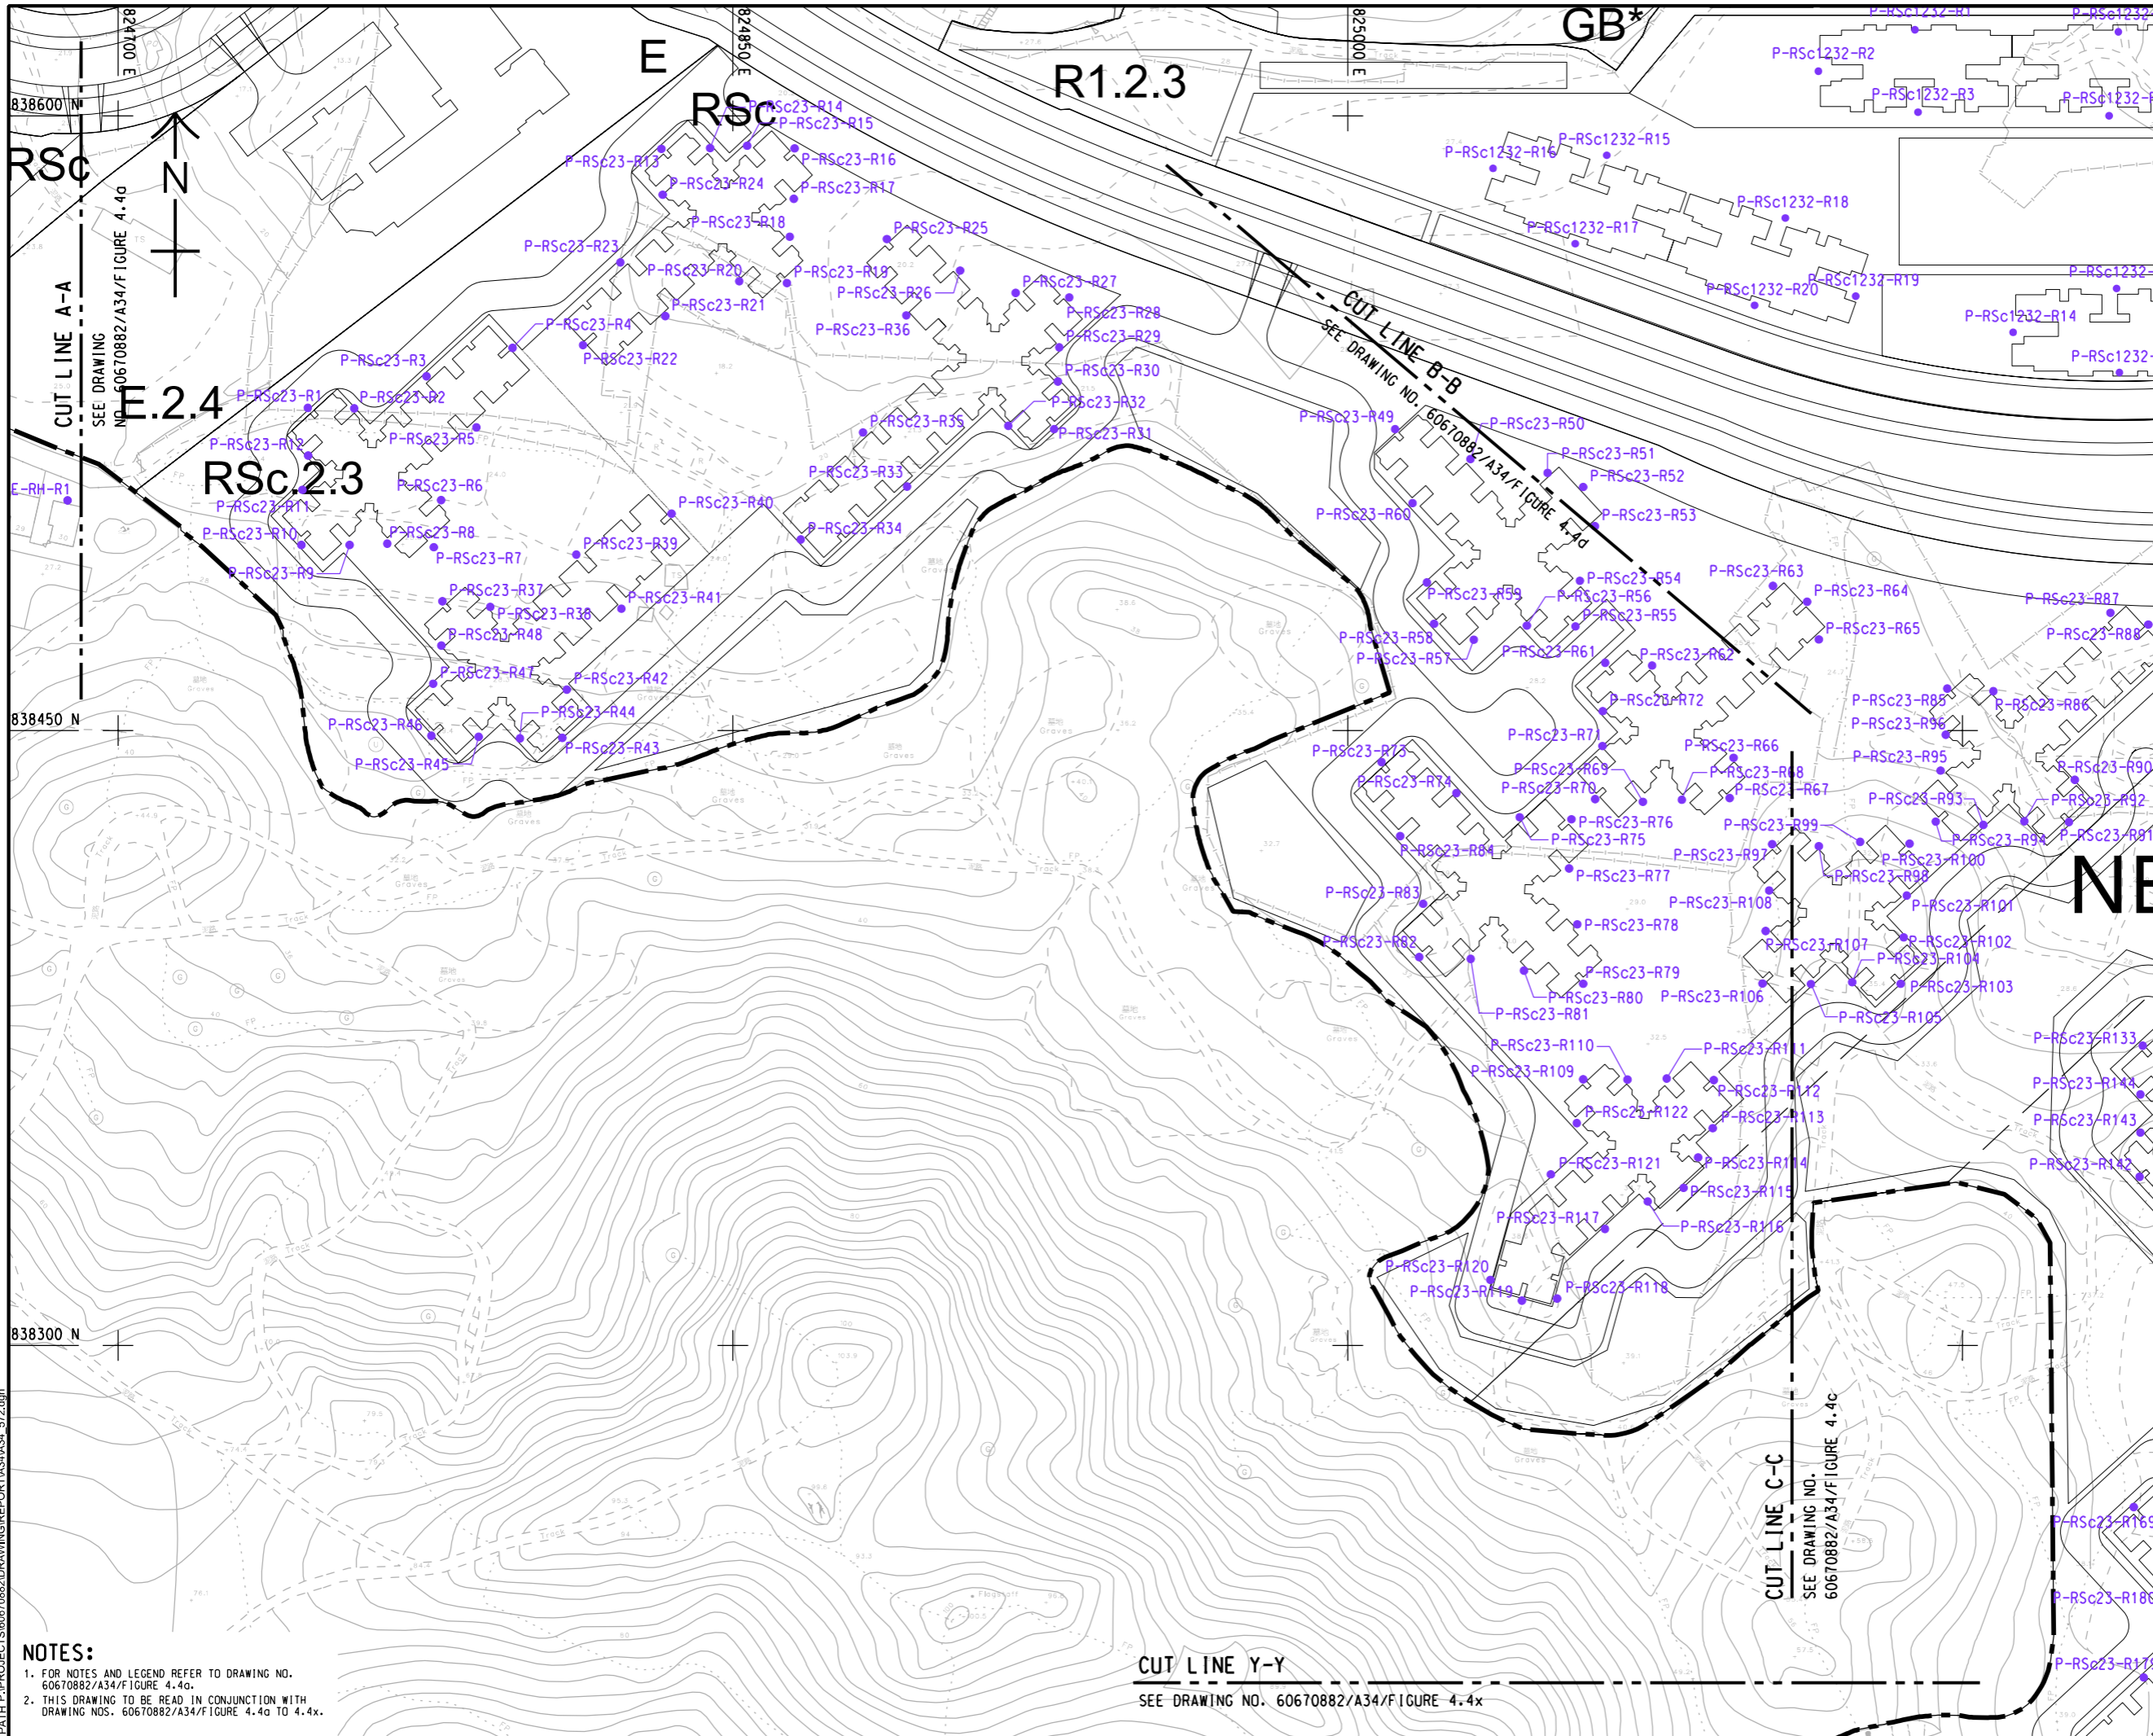 824700 E
824850 E
825000 E
838600 N
838450 N
838300 N
N
E
RSc
RSc
R1.2.3
GB*
E.2.4
RSc.2.3
CUT LINE A-A
SEE DRAWING
NO. 60670882/A34/FIGURE 4.4a
CUT LINE B-B
SEE DRAWING NO. 60670882/A34/FIGURE 4.4d
CUT LINE C-C
SEE DRAWING NO.
60670882/A34/FIGURE 4.4c
CUT LINE Y-Y
SEE DRAWING NO. 60670882/A34/FIGURE 4.4x
P-RSc1232-R1
P-RSc1232-R2
P-RSc1232-R3
P-RSc1232-R14
P-RSc1232-R15
P-RSc1232-R16
P-RSc1232-R17
P-RSc1232-R18
P-RSc1232-R19
P-RSc1232-R20
E-RH-R1
P-RSc23-R1
P-RSc23-R2
P-RSc23-R3
P-RSc23-R4
P-RSc23-R5
P-RSc23-R6
P-RSc23-R7
P-RSc23-R8
P-RSc23-R9
P-RSc23-R10
P-RSc23-R11
P-RSc23-R12
P-RSc23-R13
P-RSc23-R14
P-RSc23-R15
P-RSc23-R16
P-RSc23-R17
P-RSc23-R18
P-RSc23-R19
P-RSc23-R20
P-RSc23-R21
P-RSc23-R22
P-RSc23-R23
P-RSc23-R24
P-RSc23-R25
P-RSc23-R26
P-RSc23-R27
P-RSc23-R28
P-RSc23-R29
P-RSc23-R30
P-RSc23-R31
P-RSc23-R32
P-RSc23-R33
P-RSc23-R34
P-RSc23-R35
P-RSc23-R36
P-RSc23-R37
P-RSc23-R38
P-RSc23-R39
P-RSc23-R40
P-RSc23-R41
P-RSc23-R42
P-RSc23-R43
P-RSc23-R44
P-RSc23-R45
P-RSc23-R46
P-RSc23-R47
P-RSc23-R48
P-RSc23-R49
P-RSc23-R50
P-RSc23-R51
P-RSc23-R52
P-RSc23-R53
P-RSc23-R54
P-RSc23-R55
P-RSc23-R56
P-RSc23-R57
P-RSc23-R58
P-RSc23-R59
P-RSc23-R60
P-RSc23-R61
P-RSc23-R62
P-RSc23-R63
P-RSc23-R64
P-RSc23-R65
P-RSc23-R66
P-RSc23-R67
P-RSc23-R68
P-RSc23-R69
P-RSc23-R70
P-RSc23-R71
P-RSc23-R72
P-RSc23-R73
P-RSc23-R74
P-RSc23-R75
P-RSc23-R76
P-RSc23-R77
P-RSc23-R78
P-RSc23-R79
P-RSc23-R80
P-RSc23-R81
P-RSc23-R82
P-RSc23-R83
P-RSc23-R84
P-RSc23-R85
P-RSc23-R86
P-RSc23-R87
P-RSc23-R88
P-RSc23-R90
P-RSc23-R91
P-RSc23-R92
P-RSc23-R93
P-RSc23-R94
P-RSc23-R95
P-RSc23-R96
P-RSc23-R97
P-RSc23-R98
P-RSc23-R99
P-RSc23-R100
P-RSc23-R101
P-RSc23-R102
P-RSc23-R103
P-RSc23-R104
P-RSc23-R105
P-RSc23-R106
P-RSc23-R107
P-RSc23-R108
P-RSc23-R109
P-RSc23-R110
P-RSc23-R111
P-RSc23-R112
P-RSc23-R113
P-RSc23-R114
P-RSc23-R115
P-RSc23-R116
P-RSc23-R117
P-RSc23-R118
P-RSc23-R119
P-RSc23-R120
P-RSc23-R121
P-RSc23-R122
P-RSc23-R133
P-RSc23-R144
P-RSc23-R143
P-RSc23-R142
P-RSc23-R169
P-RSc23-R180
P-RSc23-R179
墓地
Graves
Track
FP
Flagstaff
NOTES:
1. FOR NOTES AND LEGEND REFER TO DRAWING NO.
60670882/A34/FIGURE 4.4a.
2. THIS DRAWING TO BE READ IN CONJUNCTION WITH
DRAWING NOS. 60670882/A34/FIGURE 4.4a TO 4.4x.